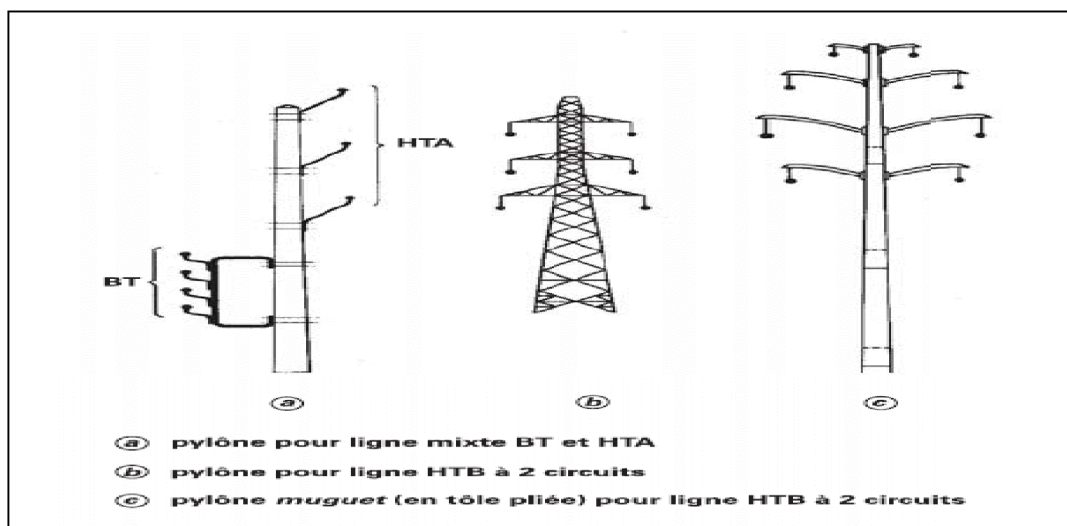 HTA
BT
a b c
a pylône pour ligne mixte BT et HTA
b pylône pour ligne HTB à 2 circuits
c pylône muguet (en tôle pliée) pour ligne HTB à 2 circuits